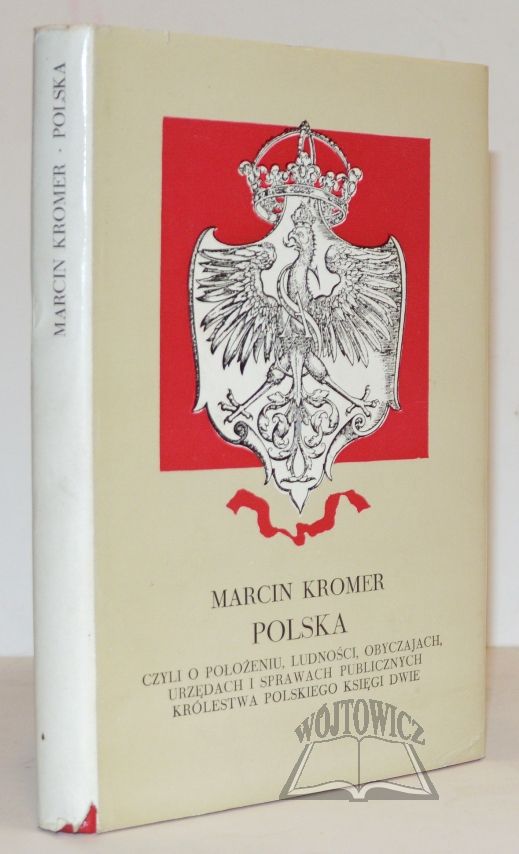 MARCIN KROMER · POLSKA
MARCIN KROMER
POLSKA
CZYLI O POŁOŻENIU, LUDNOŚCI, OBYCZAJACH,
URZĘDACH I SPRAWACH PUBLICZNYCH
KRÓLESTWA POLSKIEGO KSIĘGI DWIE
WÓJTOWICZ